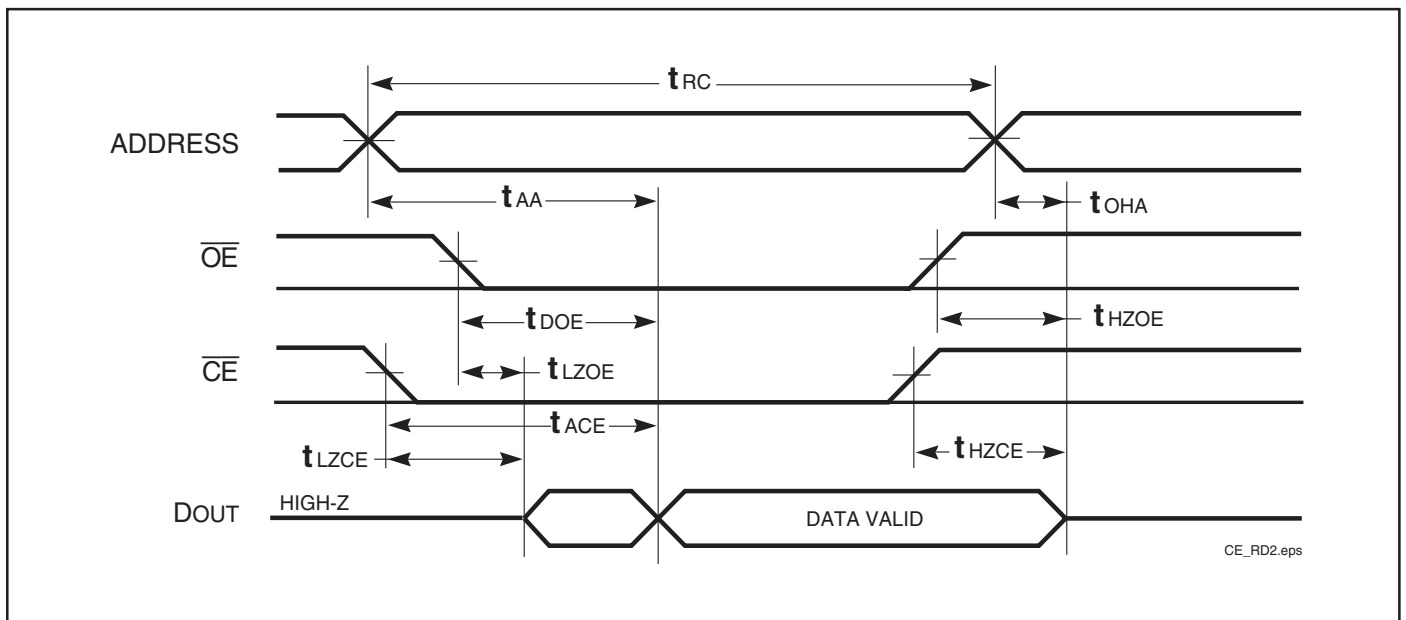 tRC
ADDRESS
tAA
tOHA
OE
tDOE
tHZOE
CE
tLZOE
tACE
tLZCE
tHZCE
DOUT
HIGH-Z
DATA VALID
CE_RD2.eps